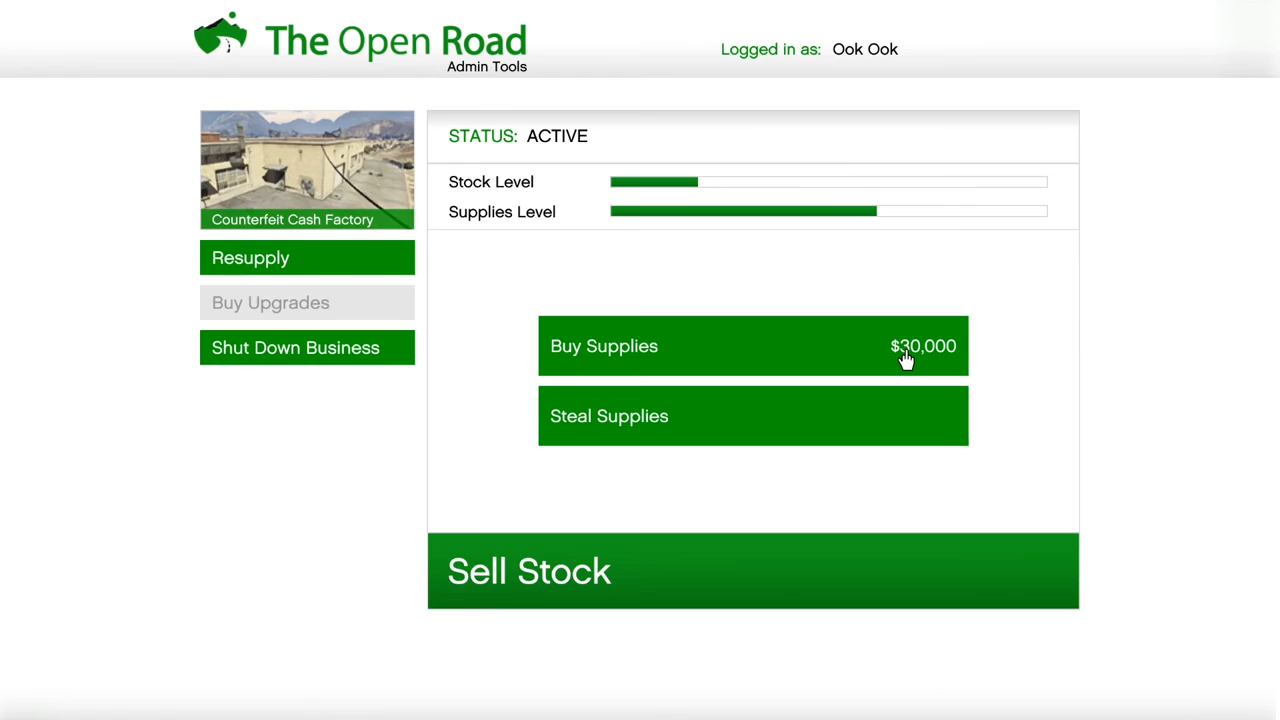 The Open Road
Admin Tools
Logged in as: Ook Ook
Counterfeit Cash Factory
Resupply
Buy Upgrades
Shut Down Business
STATUS: ACTIVE
Stock Level
Supplies Level
Buy Supplies $30,000
Steal Supplies
Sell Stock